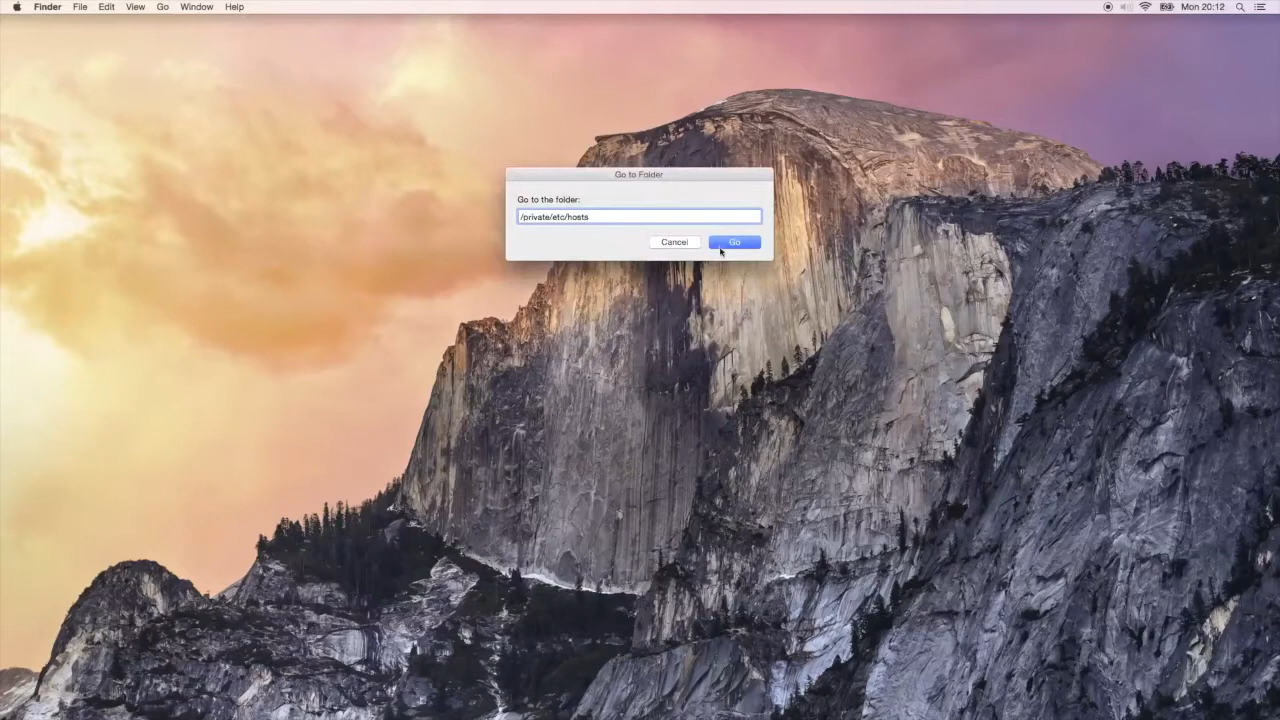 Finder File Edit View Go Window Help Mon 20:12
Go to Folder
Go to the folder:
/private/etc/hosts
Cancel Go